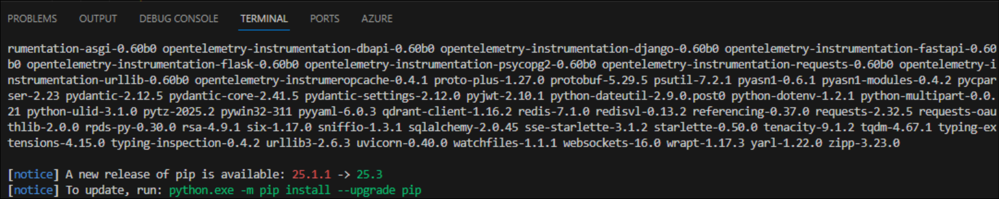 PROBLEMS OUTPUT DEBUG CONSOLE TERMINAL PORTS AZURE
rumentation-asgi-0.60b0 opentelemetry-instrumentation-dbapi-0.60b0 opentelemetry-instrumentation-django-0.60b0 opentelemetry-instrumentation-fastapi-0.60
b0 opentelemetry-instrumentation-flask-0.60b0 opentelemetry-instrumentation-psycopg2-0.60b0 opentelemetry-instrumentation-requests-0.60b0 opentelemetry-i
nstrumentation-urllib-0.60b0 opentelemetry-instrumeropcache-0.4.1 proto-plus-1.27.0 protobuf-5.29.5 psutil-7.2.1 pyasn1-0.6.1 pyasn1-modules-0.4.2 pycpar
ser-2.23 pydantic-2.12.5 pydantic-core-2.41.5 pydantic-settings-2.12.0 pyjwt-2.10.1 python-dateutil-2.9.0.post0 python-dotenv-1.2.1 python-multipart-0.0.
21 python-ulid-3.1.0 pytz-2025.2 pywin32-311 pyyaml-6.0.3 qdrant-client-1.16.2 redis-7.1.0 redisvl-0.13.2 referencing-0.37.0 requests-2.32.5 requests-oau
thlib-2.0.0 rpds-py-0.30.0 rsa-4.9.1 six-1.17.0 sniffio-1.3.1 sqlalchemy-2.0.45 sse-starlette-3.1.2 starlette-0.50.0 tenacity-9.1.2 tqdm-4.67.1 typing-ex
tensions-4.15.0 typing-inspection-0.4.2 urllib3-2.6.3 uvicorn-0.40.0 watchfiles-1.1.1 websockets-16.0 wrapt-1.17.3 yarl-1.22.0 zipp-3.23.0
[notice] A new release of pip is available: 25.1.1 -> 25.3
[notice] To update, run: python.exe -m pip install --upgrade pip